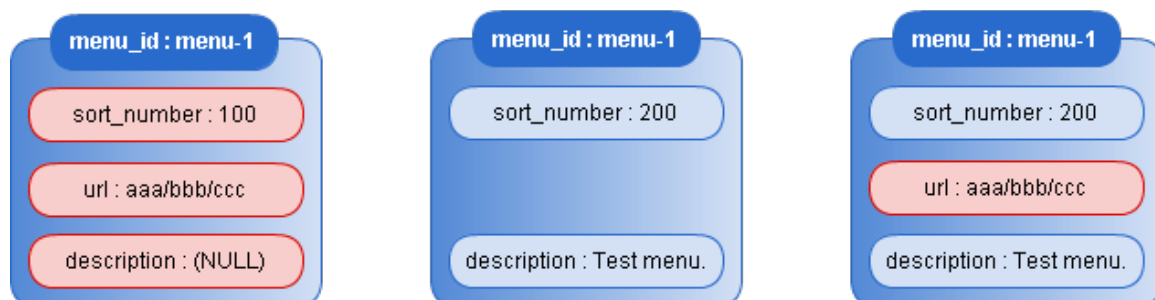 menu_id : menu-1
sort_number : 100
url : aaa/bbb/ccc
description : (NULL)
menu_id : menu-1
sort_number : 200
description : Test menu.
menu_id : menu-1
sort_number : 200
url : aaa/bbb/ccc
description : Test menu.